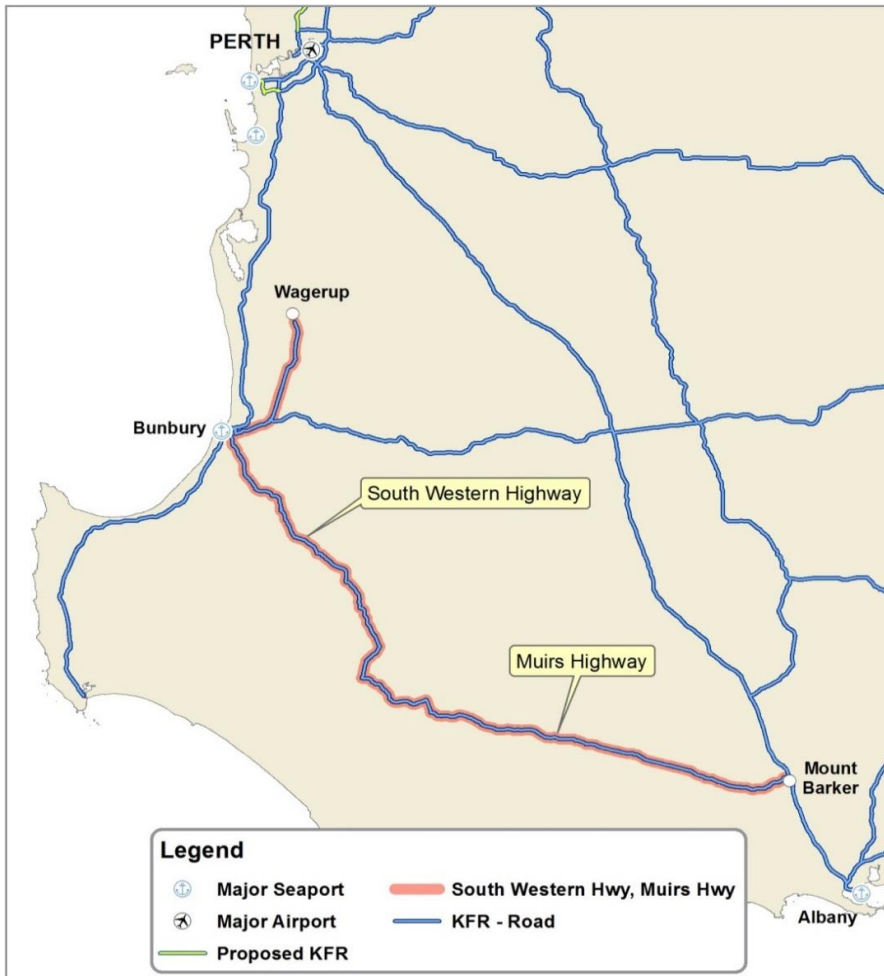 PERTH
Wagerup
Bunbury
South Western Highway
Muirs Highway
Mount
Barker
Albany
Legend
Major Seaport
South Western Hwy, Muirs Hwy
Major Airport
KFR - Road
Proposed KFR